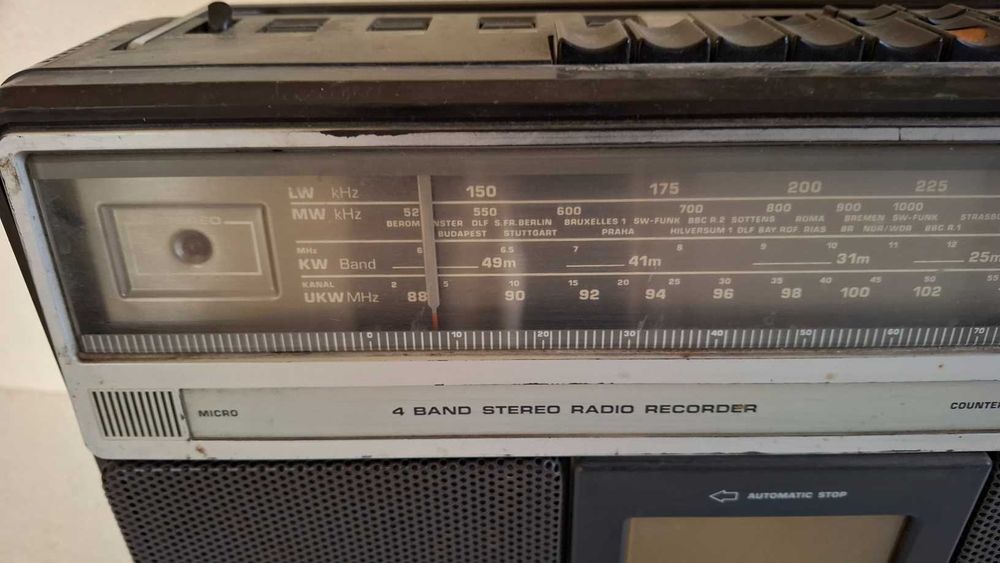 LW kHz 150 175 200 225
STEREO MW kHz 52 550 600 700 800 900 1000
BEROM NSTER DLF S.FR.BERLIN BRUXELLES 1 SW-FUNK BBC R.2 SOTTENS ROMA BREMEN SW-FUNK STRASB
BUDAPEST STUTTGART PRAHA HILVERSUM 1 DLF BAY.RDF. RIAS BR NDR/WDR BBC R.1
MHz 6 6.5 7 8 9 10 11 12
KW Band 49m 41m 31m 25m
KANAL 2 5 10 15 20 25 30 35 40 45 50 55
UKW MHz 88 90 92 94 96 98 100 102
0 10 20 30 40 50 60 70
MICRO 4 BAND STEREO RADIO RECORDER COUNTER
AUTOMATIC STOP